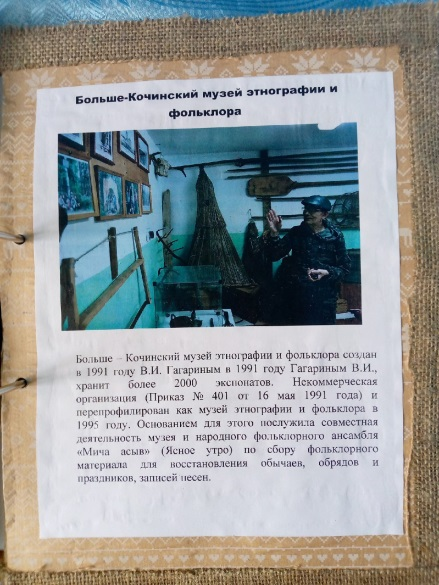 Больше-Кочинский музей этнографии и
фольклора
Больше – Кочинский музей этнографии и фольклора создан
в 1991 году В.И. Гагариным в 1991 году Гагариным В.И.,
хранит более 2000 экспонатов. Некоммерческая
организация (Приказ № 401 от 16 мая 1991 года) и
перепрофилирован как музей этнографии и фольклора в
1995 году. Основанием для этого послужила совместная
деятельность музея и народного фольклорного ансамбля
«Мича асыв» (Ясное утро) по сбору фольклорного
материала для восстановления обычаев, обрядов и
праздников, записей песен.